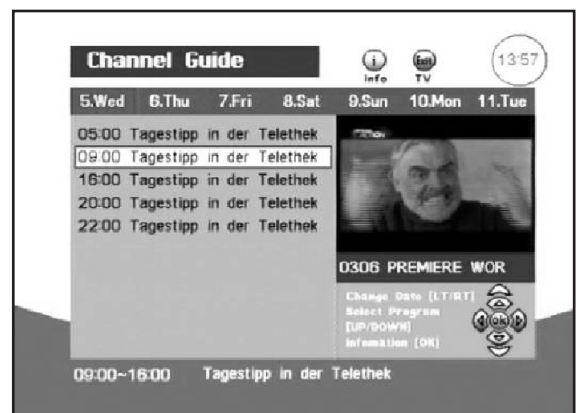 Channel Guide
i
Info
Exit
TV
13:57
5.Wed 6.Thu 7.Fri 8.Sat 9.Sun 10.Mon 11.Tue
05:00 Tagestipp in der Telethek
09:00 Tagestipp in der Telethek
16:00 Tagestipp in der Telethek
20:00 Tagestipp in der Telethek
22:00 Tagestipp in der Telethek
0306 PREMIERE WOR
Change Date [LT/RT]
Select Program
[UP/DOWN]
Infomation [OK]
ok
09:00~16:00 Tagestipp in der Telethek